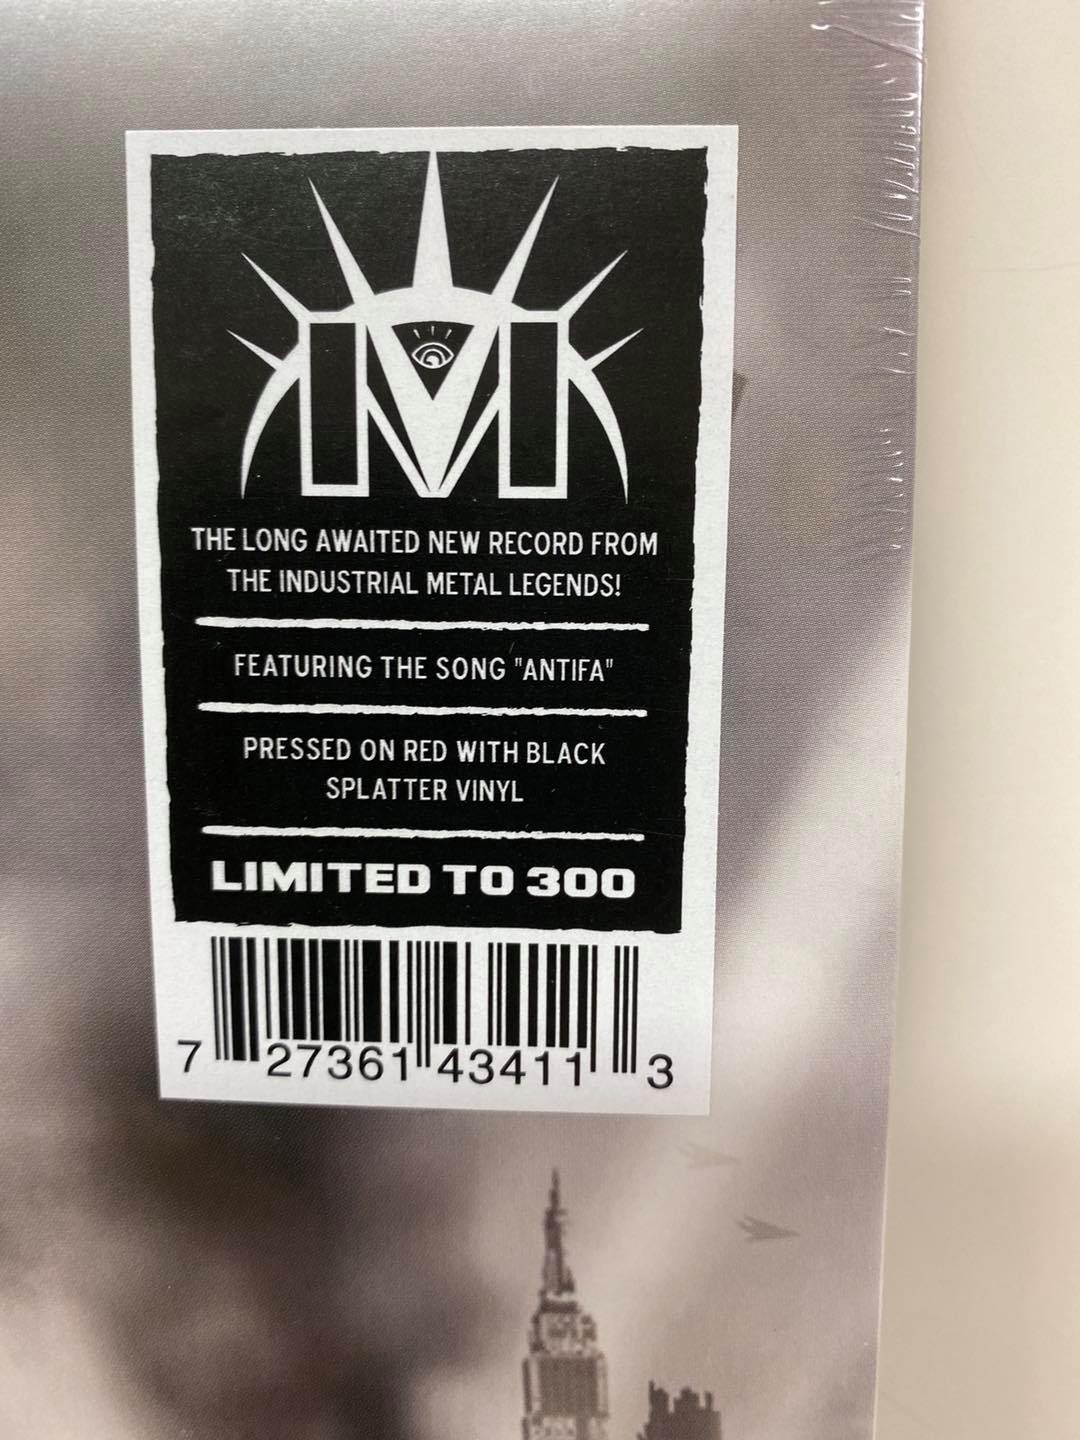 M
THE LONG AWAITED NEW RECORD FROM
THE INDUSTRIAL METAL LEGENDS!
FEATURING THE SONG "ANTIFA"
PRESSED ON RED WITH BLACK
SPLATTER VINYL
LIMITED TO 300
7 27361 43411 3